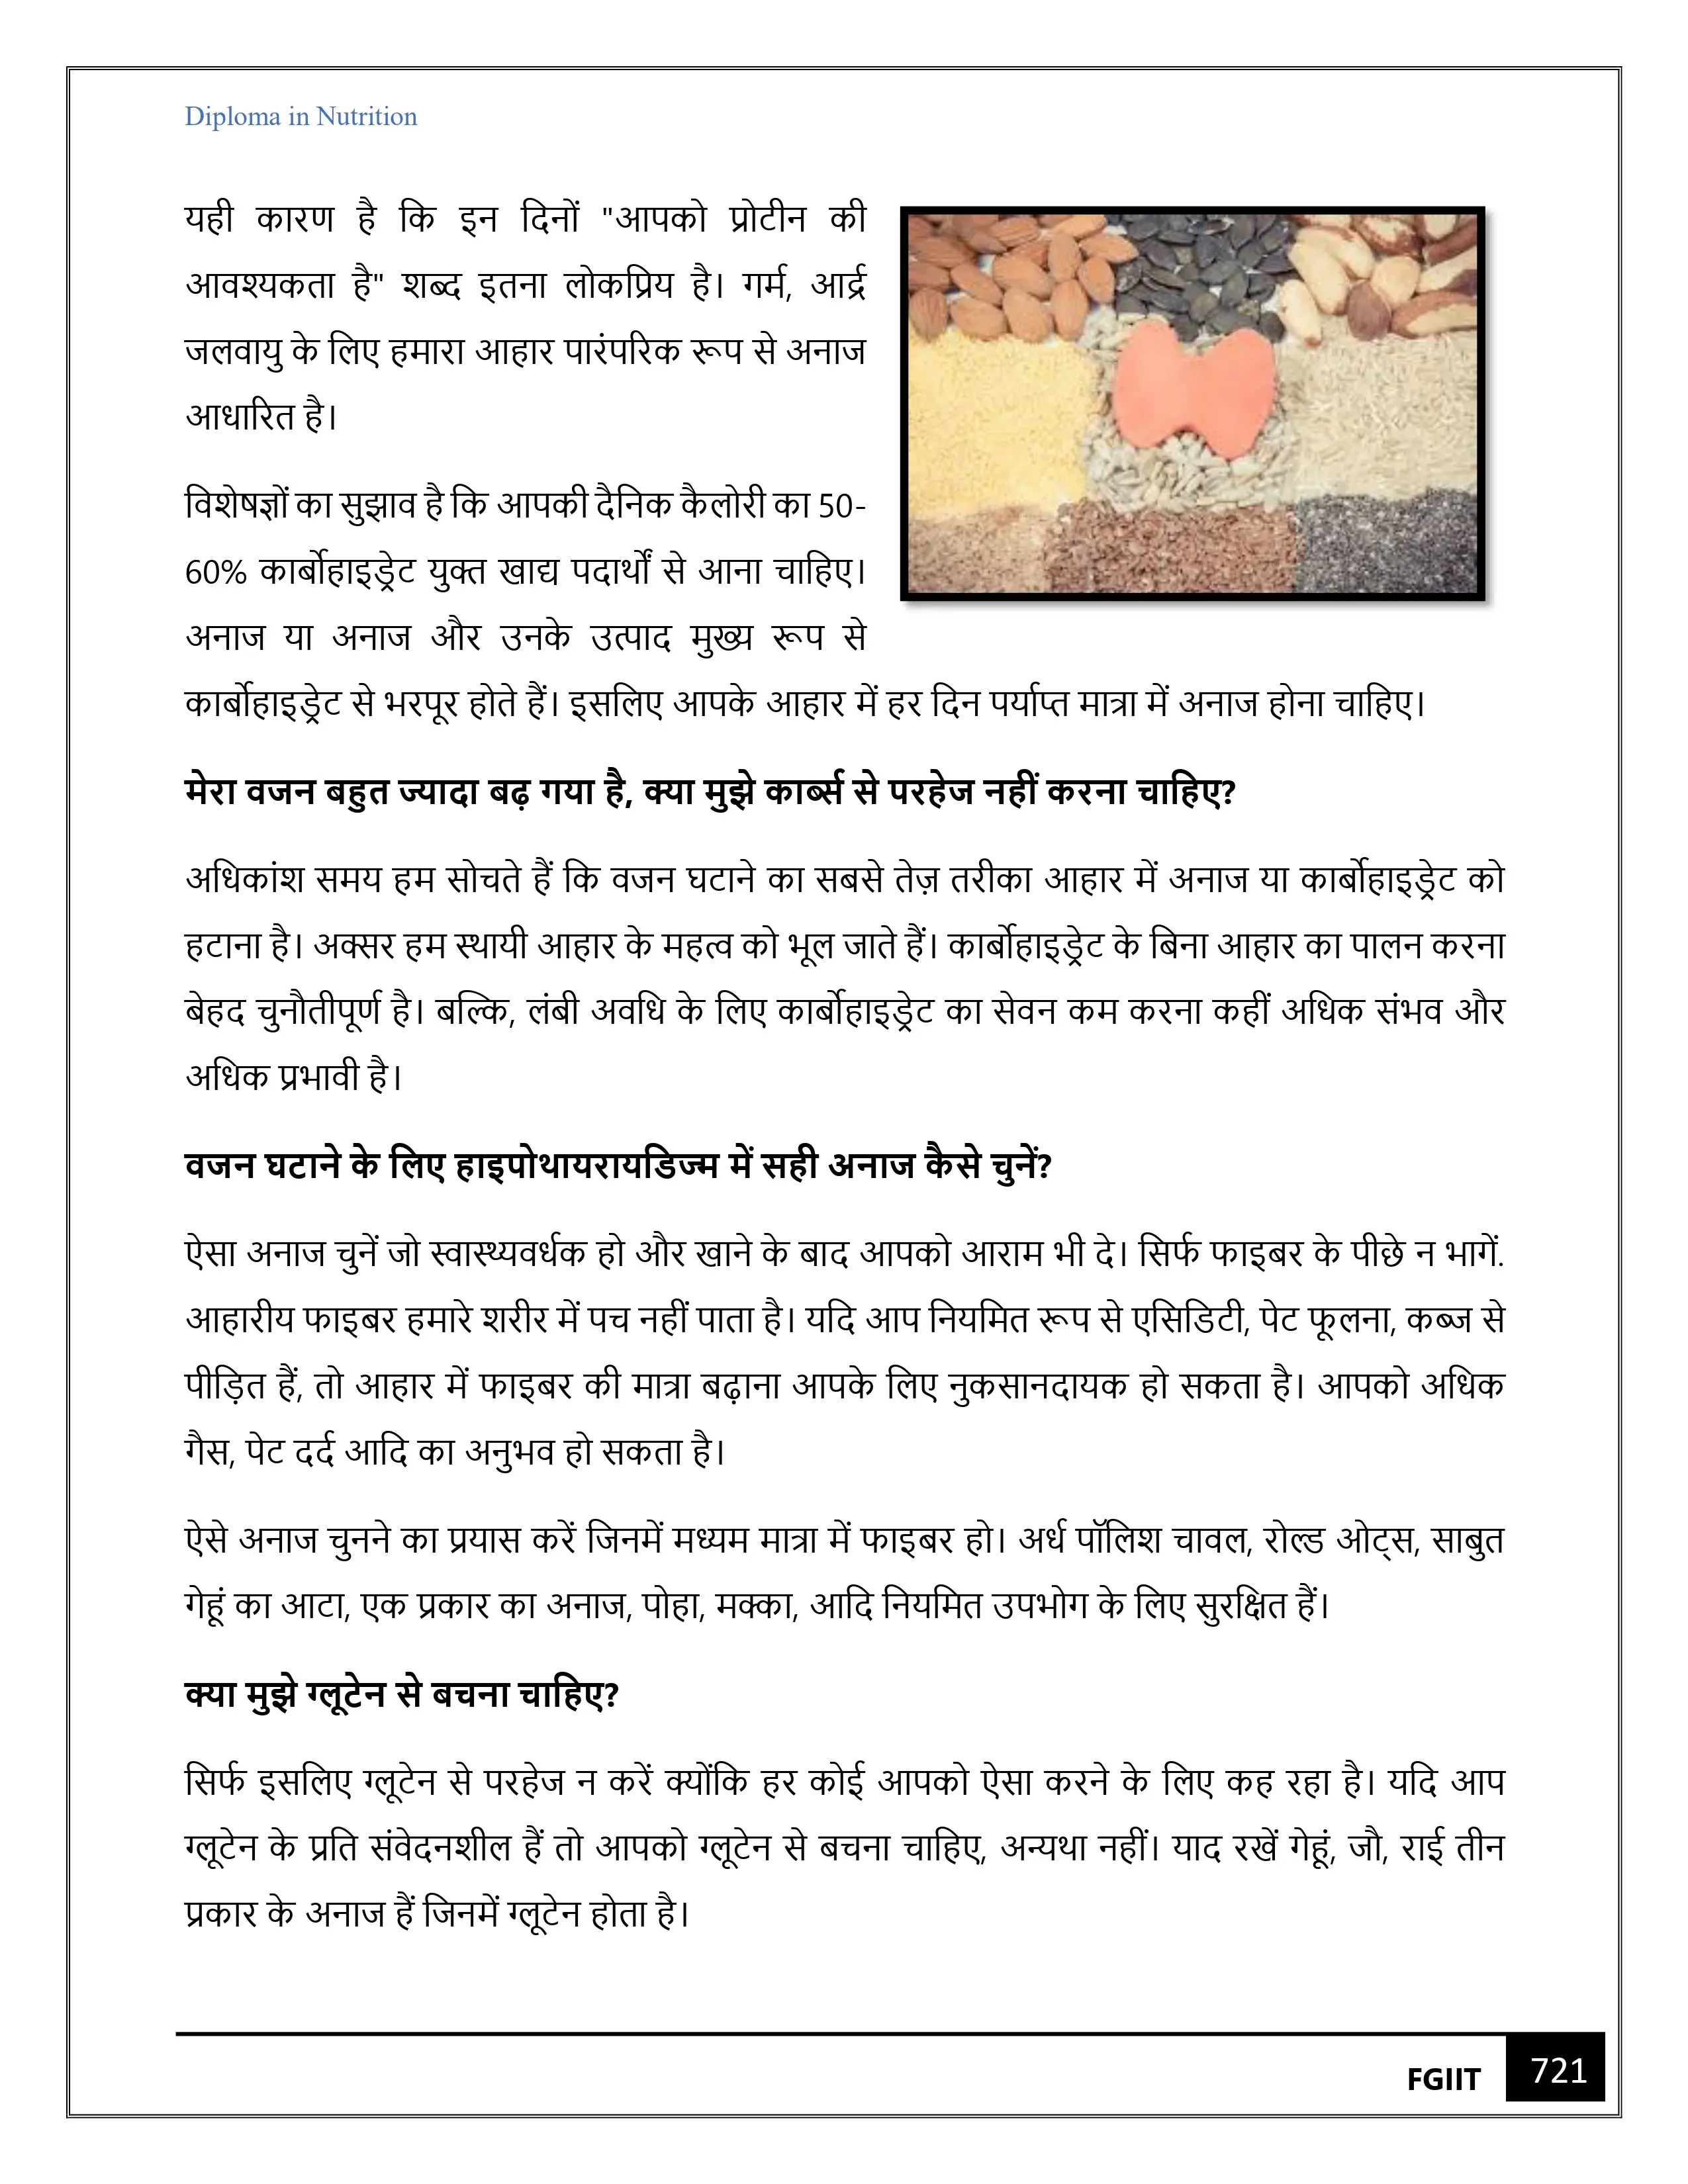 Diploma in Nutrition
यही कारण है कि इन दिनों "आपको प्रोटीन की
आवश्यकता है" शब्द इतना लोकप्रिय है। गर्म, आर्द्र
जलवायु के लिए हमारा आहार पारंपरिक रूप से अनाज
आधारित है।
विशेषज्ञों का सुझाव है कि आपकी दैनिक कैलोरी का 50-
60% कार्बोहाइड्रेट युक्त खाद्य पदार्थों से आना चाहिए।
अनाज या अनाज और उनके उत्पाद मुख्य रूप से
कार्बोहाइड्रेट से भरपूर होते हैं। इसलिए आपके आहार में हर दिन पर्याप्त मात्रा में अनाज होना चाहिए।
मेरा वजन बहुत ज्यादा बढ़ गया है, क्या मुझे कार्ब्स से परहेज नहीं करना चाहिए?
अधिकांश समय हम सोचते हैं कि वजन घटाने का सबसे तेज़ तरीका आहार में अनाज या कार्बोहाइड्रेट को
हटाना है। अक्सर हम स्थायी आहार के महत्व को भूल जाते हैं। कार्बोहाइड्रेट के बिना आहार का पालन करना
बेहद चुनौतीपूर्ण है। बल्कि, लंबी अवधि के लिए कार्बोहाइड्रेट का सेवन कम करना कहीं अधिक संभव और
अधिक प्रभावी है।
वजन घटाने के लिए हाइपोथायरायडिज्म में सही अनाज कैसे चुनें?
ऐसा अनाज चुनें जो स्वास्थ्यवर्धक हो और खाने के बाद आपको आराम भी दे। सिर्फ फाइबर के पीछे न भागें.
आहारीय फाइबर हमारे शरीर में पच नहीं पाता है। यदि आप नियमित रूप से एसिडिटी, पेट फूलना, कब्ज से
पीड़ित हैं, तो आहार में फाइबर की मात्रा बढ़ाना आपके लिए नुकसानदायक हो सकता है। आपको अधिक
गैस, पेट दर्द आदि का अनुभव हो सकता है।
ऐसे अनाज चुनने का प्रयास करें जिनमें मध्यम मात्रा में फाइबर हो। अर्ध पॉलिश चावल, रोल्ड ओट्स, साबुत
गेहूं का आटा, एक प्रकार का अनाज, पोहा, मक्का, आदि नियमित उपभोग के लिए सुरक्षित हैं।
क्या मुझे ग्लूटेन से बचना चाहिए?
सिर्फ इसलिए ग्लूटेन से परहेज न करें क्योंकि हर कोई आपको ऐसा करने के लिए कह रहा है। यदि आप
ग्लूटेन के प्रति संवेदनशील हैं तो आपको ग्लूटेन से बचना चाहिए, अन्यथा नहीं। याद रखें गेहूं, जौ, राई तीन
प्रकार के अनाज हैं जिनमें ग्लूटेन होता है।
FGIIT 721